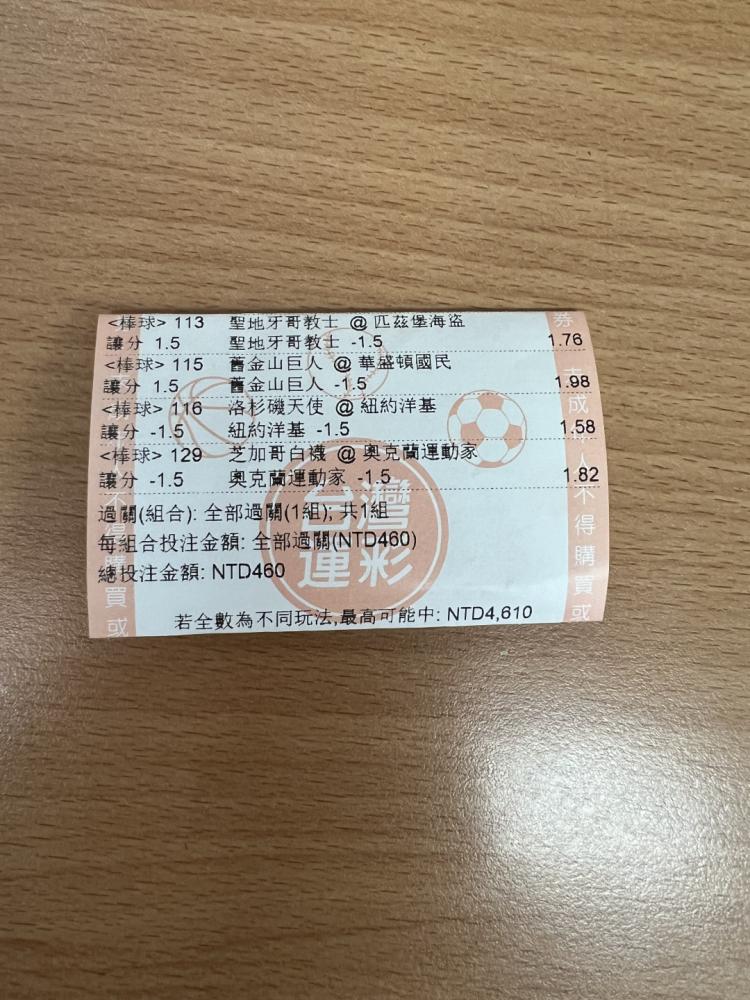 <棒球> 113 聖地牙哥教士 @ 匹茲堡海盜
讓分 1.5 聖地牙哥教士 -1.5 1.76
<棒球> 115 舊金山巨人 @ 華盛頓國民
讓分 1.5 舊金山巨人 -1.5 1.98
<棒球> 116 洛杉磯天使 @ 紐約洋基
讓分 -1.5 紐約洋基 -1.5 1.58
<棒球> 129 芝加哥白襪 @ 奧克蘭運動家
讓分 -1.5 奧克蘭運動家 -1.5 1.82
過關(組合): 全部過關(1組); 共1組
每組合投注金額: 全部過關(NTD460)
總投注金額: NTD460
若全數為不同玩法,最高可能中: NTD4,610
台灣
運彩
人不得購買或
券
未成年人不得購買或